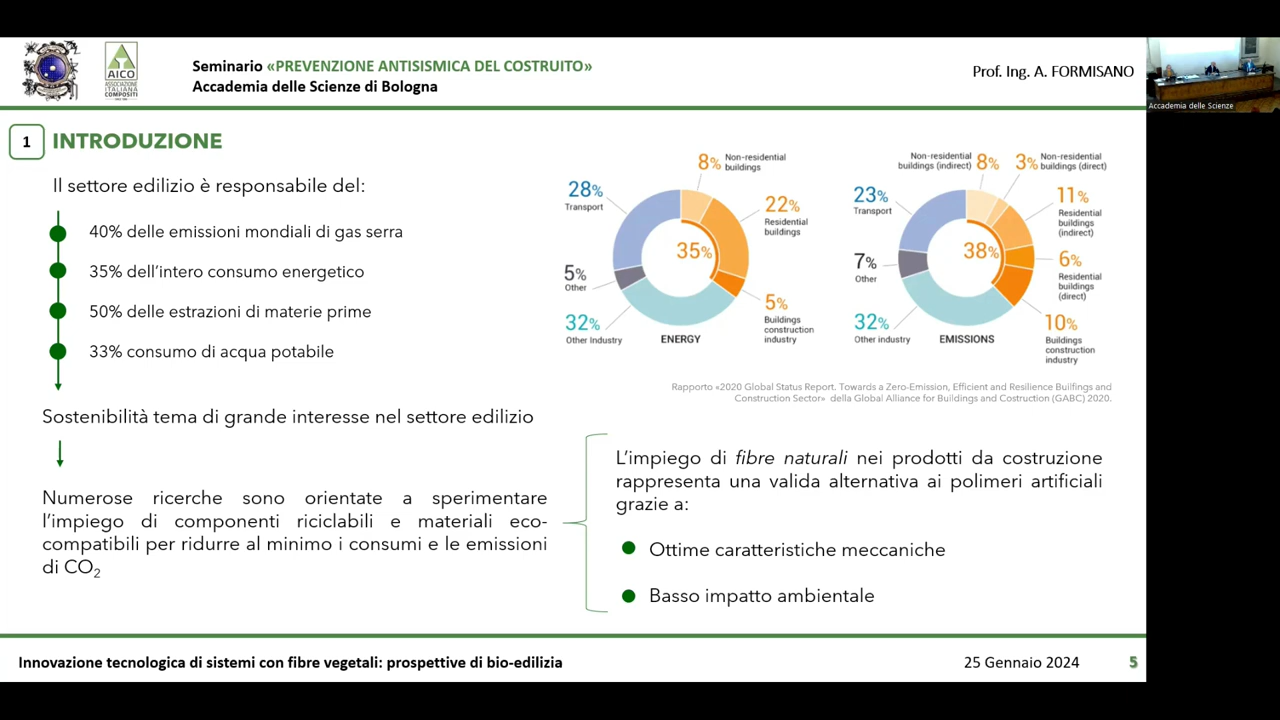 Seminario «PREVENZIONE ANTISISMICA DEL COSTRUITO»
Accademia delle Scienze di Bologna
AICO
ASSOCIAZIONE
ITALIANA
COMPOSITI
Prof. Ing. A. FORMISANO
Accademia delle Scienze
1
INTRODUZIONE
Il settore edilizio è responsabile del:
40% delle emissioni mondiali di gas serra
35% dell'intero consumo energetico
50% delle estrazioni di materie prime
33% consumo di acqua potabile
Sostenibilità tema di grande interesse nel settore edilizio
Numerose ricerche sono orientate a sperimentare
l'impiego di componenti riciclabili e materiali eco-
compatibili per ridurre al minimo i consumi e le emissioni
di CO2
8% Non-residential
buildings
28%
Transport
22%
Residential
buildings
35%
5%
Other
5%
Buildings
construction
industry
32%
Other Industry
ENERGY
Non-residential
buildings (indirect) 8%
3% Non-residential
buildings (direct)
23%
Transport
11%
Residential
buildings
(indirect)
38%
7%
Other
6%
Residential
buildings
(direct)
32%
Other industry
10%
Buildings
construction
industry
EMISSIONS
Rapporto »2020 Global Status Report. Towards a Zero-Emission, Efficient and Resilience Builfings and
Construction Sector» della Global Alliance for Buildings and Costruction (GABC) 2020.
L'impiego di fibre naturali nei prodotti da costruzione
rappresenta una valida alternativa ai polimeri artificiali
grazie a:
Ottime caratteristiche meccaniche
Basso impatto ambientale
Innovazione tecnologica di sistemi con fibre vegetali: prospettive di bio-edilizia
25 Gennaio 2024
5